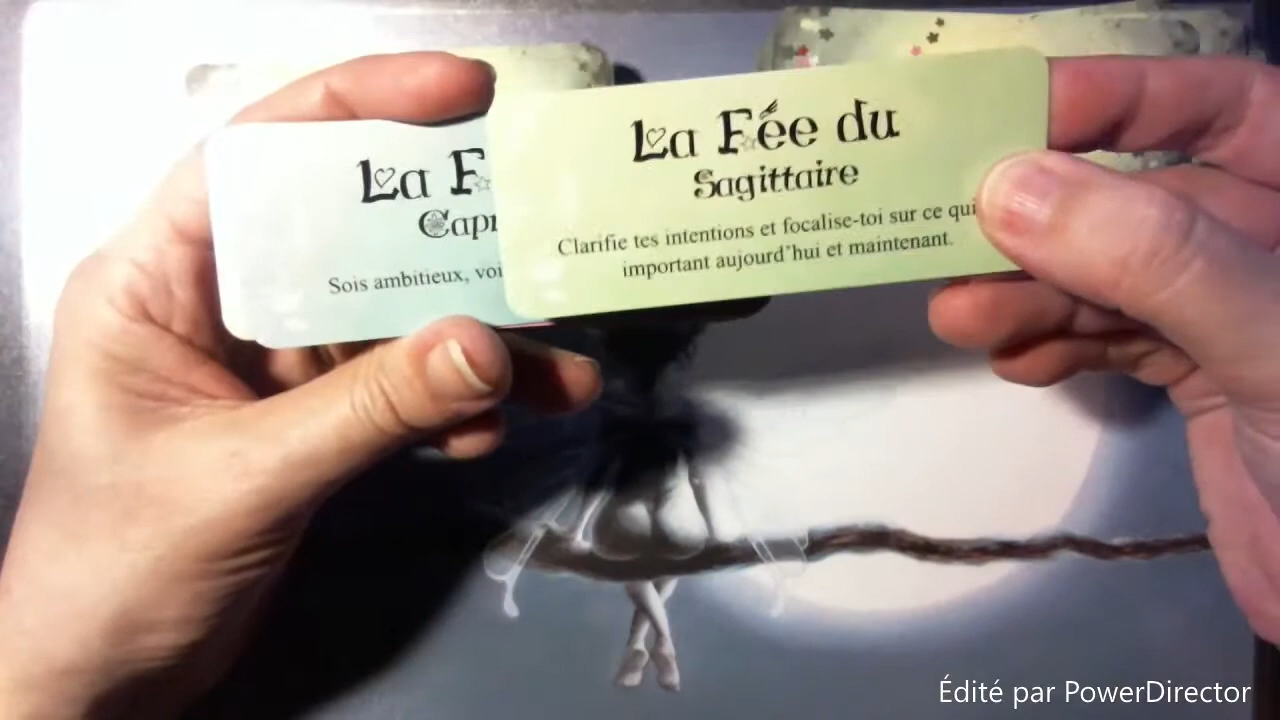 La F
Capr
Sois ambitieux, voi
La Fée du
Sagittaire
Clarifie tes intentions et focalise-toi sur ce qui
important aujourd'hui et maintenant.
Édité par PowerDirector